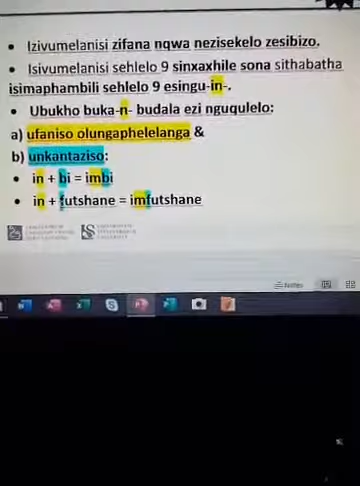 • Izivumelanisi zifana nqwa nezisekelo zesibizo.
• Isivumelanisi sehlelo 9 sinxaxhile sona sithabatha
isimaphambili sehlelo 9 esingu-in-.
• Ubukho buka-n- budala ezi nguqulelo:
a) ufaniso olungaphelelanga &
b) unkantaziso:
• in + bi = imbi
• in + futshane = imfutshane
Notes